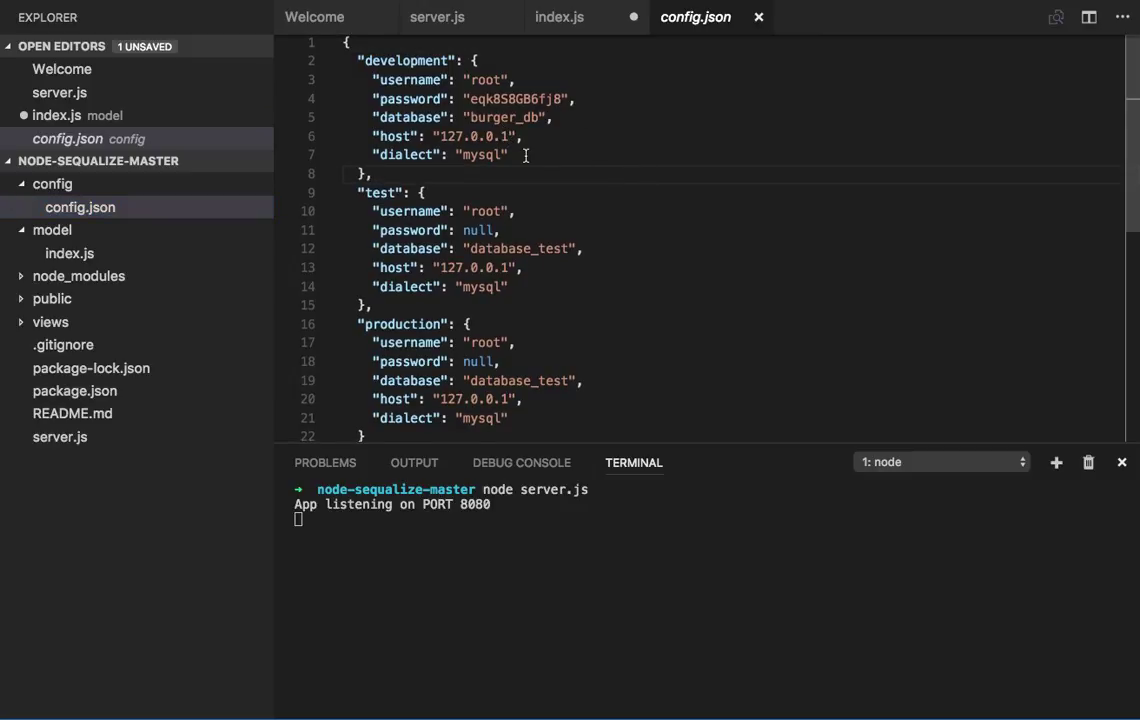 EXPLORER
OPEN EDITORS 1 UNSAVED
Welcome
server.js
index.js model
config.json config
NODE-SEQUALIZE-MASTER
config
config.json
model
index.js
node_modules
public
views
.gitignore
package-lock.json
package.json
README.md
server.js
Welcome server.js index.js config.json
1 {
2 "development": {
3 "username": "root",
4 "password": "eqk8S8GB6fj8",
5 "database": "burger_db",
6 "host": "127.0.0.1",
7 "dialect": "mysql"
8 },
9 "test": {
10 "username": "root",
11 "password": null,
12 "database": "database_test",
13 "host": "127.0.0.1",
14 "dialect": "mysql"
15 },
16 "production": {
17 "username": "root",
18 "password": null,
19 "database": "database_test",
20 "host": "127.0.0.1",
21 "dialect": "mysql"
22 }
PROBLEMS OUTPUT DEBUG CONSOLE TERMINAL 1: node
→ node-sequalize-master node server.js
App listening on PORT 8080